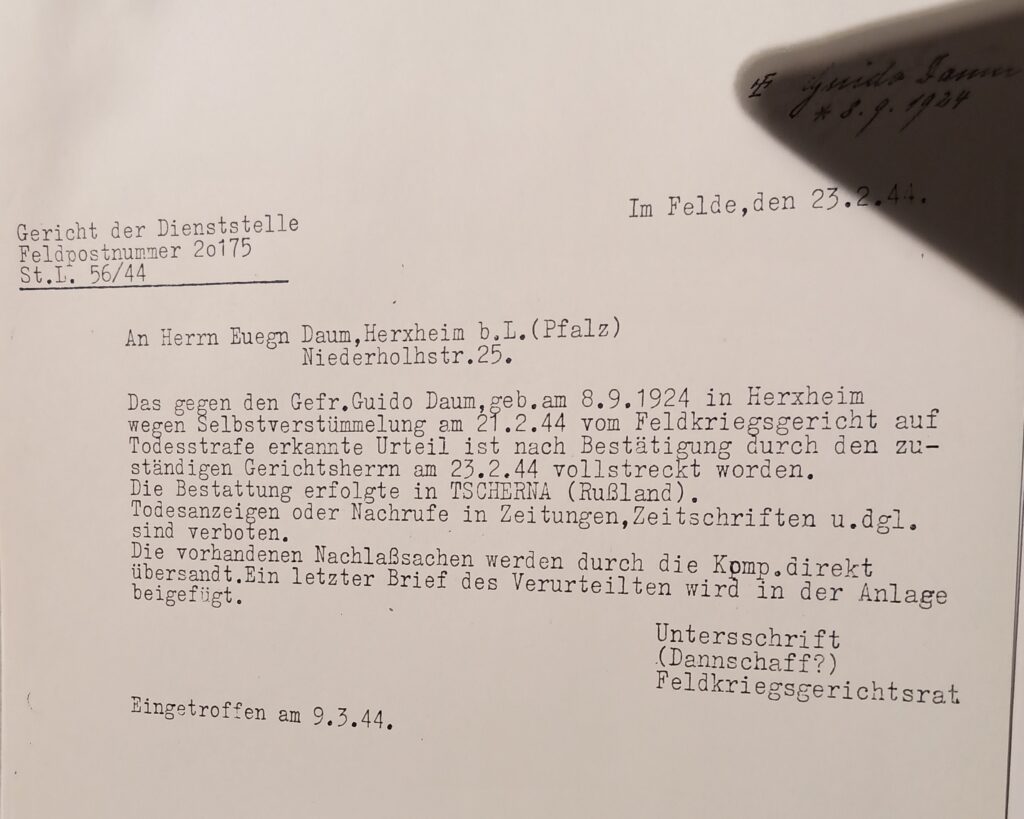 Guido Daum
* 8.9.1924
Im Felde,den 23.2.44.
Gericht der Dienststelle
Feldpostnummer 2o175
St.L. 56/44
An Herrn Euegn Daum,Herxheim b.L.(Pfalz)
Niederholhstr.25.
Das gegen den Gefr.Guido Daum,geb.am 8.9.1924 in Herxheim
wegen Selbstverstümmelung am 21.2.44 vom Feldkriegsgericht auf
Todesstrafe erkannte Urteil ist nach Bestätigung durch den zu-
ständigen Gerichtsherrn am 23.2.44 vollstreckt worden.
Die Bestattung erfolgte in TSCHERNA (Rußland).
Todesanzeigen oder Nachrufe in Zeitungen,Zeitschriften u.dgl.
sind verboten.
Die vorhandenen Nachlaßsachen werden durch die Komp.direkt
übersandt.Ein letzter Brief des Verurteilten wird in der Anlage
beigefügt.
Untersschrift
(Dannschaff?)
Feldkriegsgerichtsrat
Eingetroffen am 9.3.44.